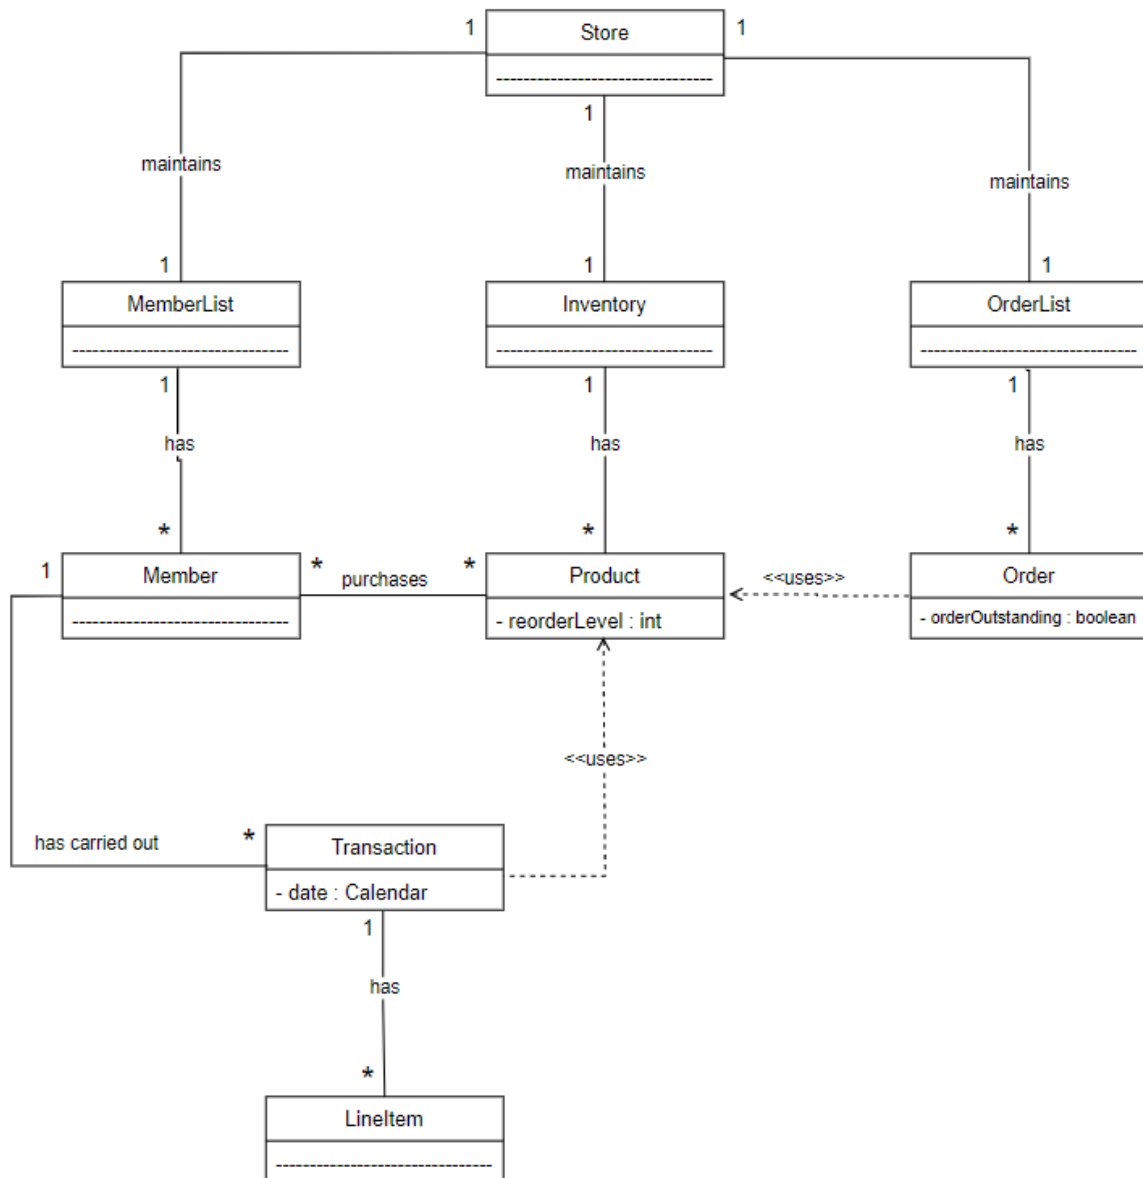 1
Store
1
---------------------------------
1
maintains
maintains
maintains
1
1
1
MemberList
Inventory
OrderList
---------------------------------
---------------------------------
---------------------------------
1
1
1
has
has
has
*
*
*
1
Member
*
purchases
*
Product
<<uses>>
Order
---------------------------------
- reorderLevel : int
- orderOutstanding : boolean
<<uses>>
has carried out
*
Transaction
- date : Calendar
1
has
*
LineItem
---------------------------------